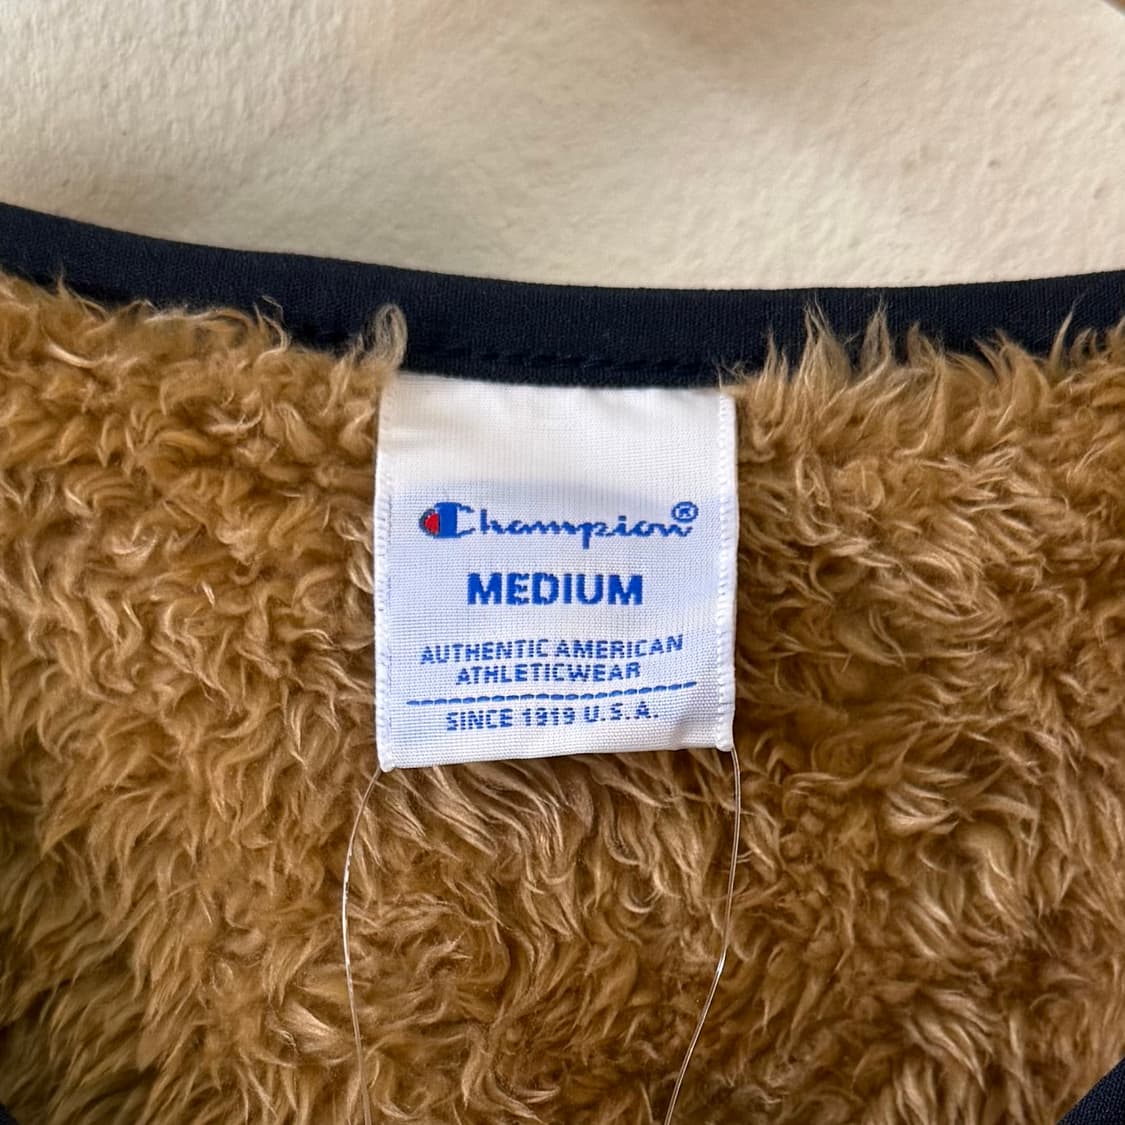 Champion®
MEDIUM
AUTHENTIC AMERICAN
ATHLETICWEAR
SINCE 1919 U.S.A.